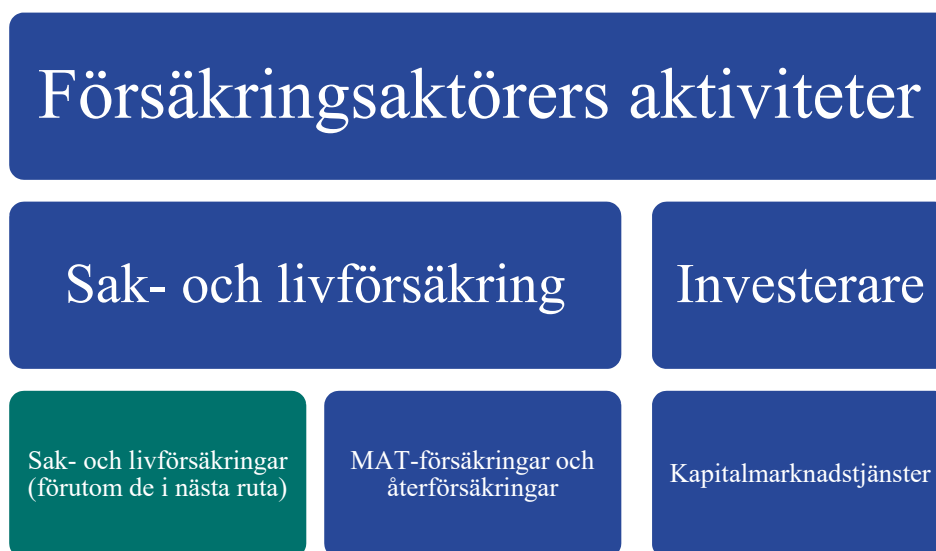 Försäkringsaktörers aktiviteter
Sak- och livförsäkring
Investerare
Sak- och livförsäkringar
(förutom de i nästa ruta)
MAT-försäkringar och
återförsäkringar
Kapitalmarknadstjänster